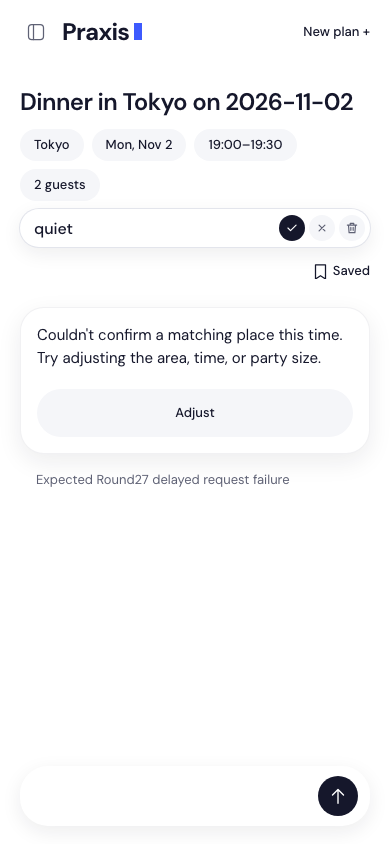 Praxis
New plan +
Dinner in Tokyo on 2026-11-02
Tokyo
Mon, Nov 2
19:00–19:30
2 guests
quiet
Saved
Couldn't confirm a matching place this time.
Try adjusting the area, time, or party size.
Adjust
Expected Round27 delayed request failure